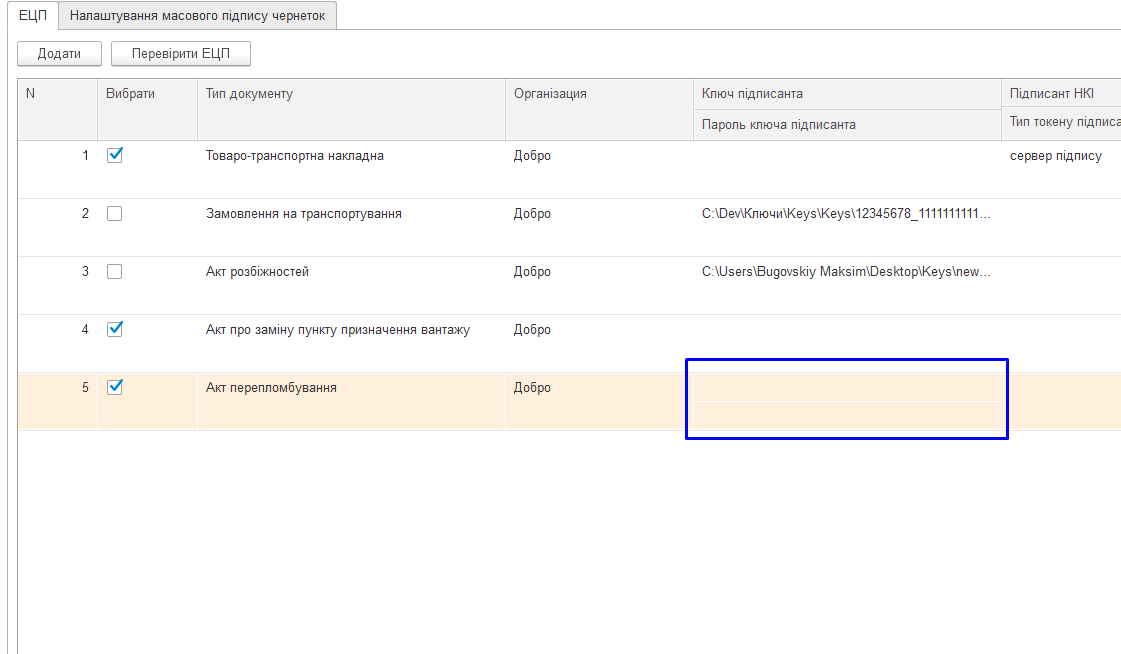 ЕЦП Налаштування масового підпису чернеток
Додати Перевірити ЕЦП
N Вибрати Тип документу Організація Ключ підписанта Підписант НКІ
Пароль ключа підписанта Тип токену підписа
1 Товаро-транспортна накладна Добро сервер підпису
2 Замовлення на транспортування Добро C:\Dev\Ключи\Keys\Keys\12345678_1111111111...
3 Акт розбіжностей Добро C:\Users\Bugovskiy Maksim\Desktop\Keys\new...
4 Акт про заміну пункту призначення вантажу Добро
5 Акт перепломбування Добро